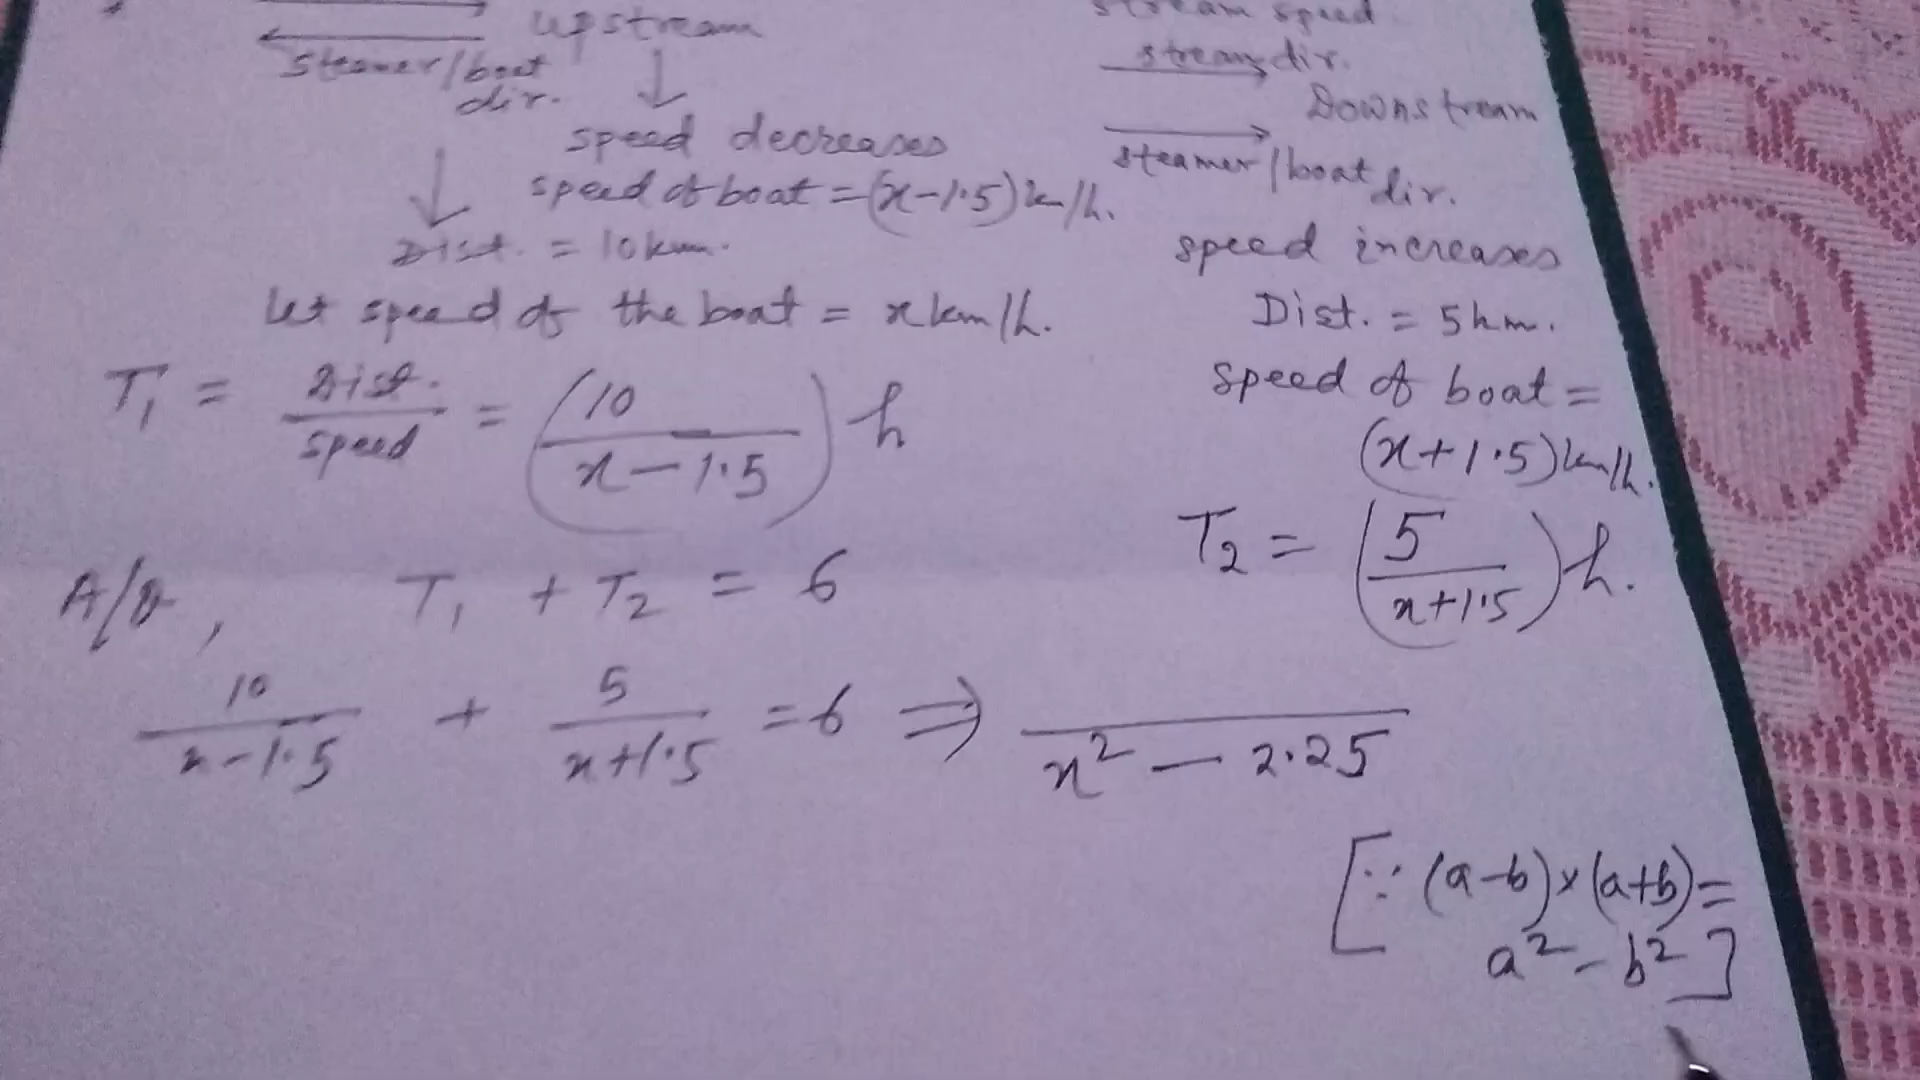 upstream
steamer/boat dir.
speed decreases
speed of boat = (x-1.5) km/h.
Dist. = 10 km.
let speed of the boat = x km/h.
T₁ = Dist./speed = (10/(x-1.5)) h
stream speed
stream dir.
Downstream
steamer/boat dir.
speed increases
Dist. = 5 km.
speed of boat =
(x+1.5) km/h.
T₂ = (5/(x+1.5)) h.
A/Q, T₁ + T₂ = 6
10/(x-1.5) + 5/(x+1.5) = 6 ⇒ /(x² - 2.25)
[∵ (a-b)×(a+b) =
a² - b²]